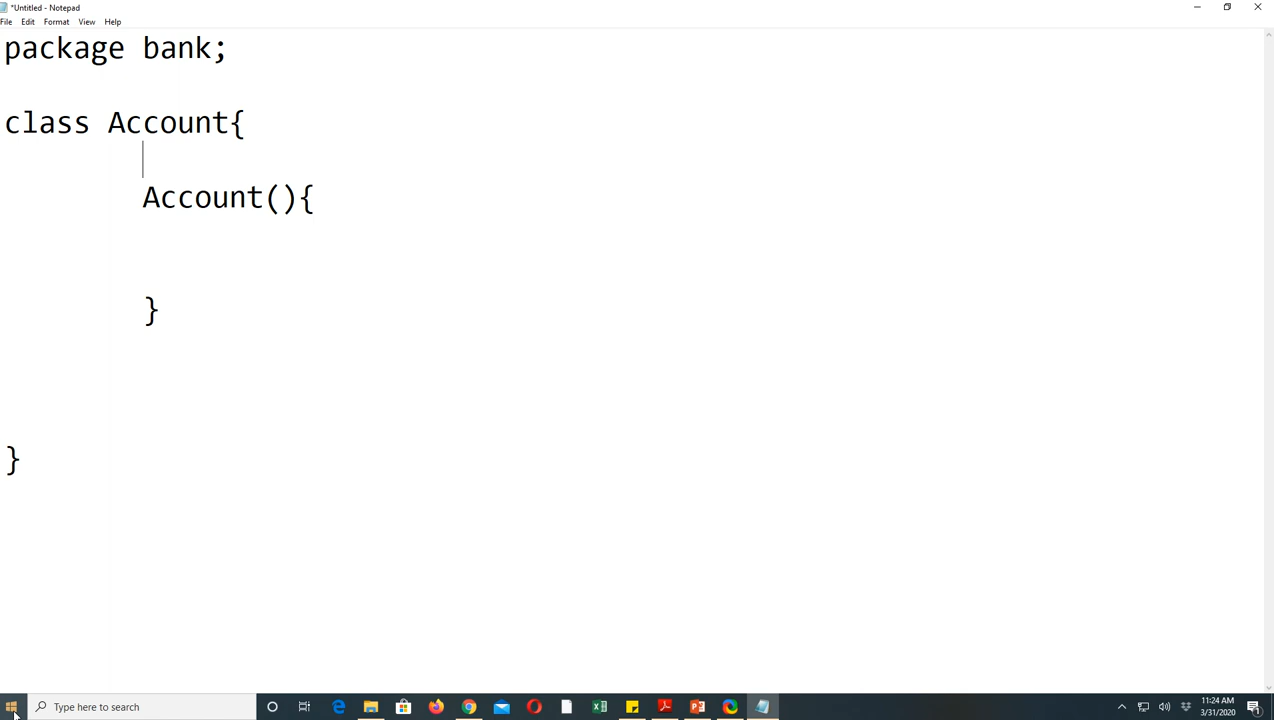 *Untitled - Notepad
File Edit Format View Help
package bank;
class Account{
Account(){
}
}
Type here to search
11:24 AM
3/31/2020
1